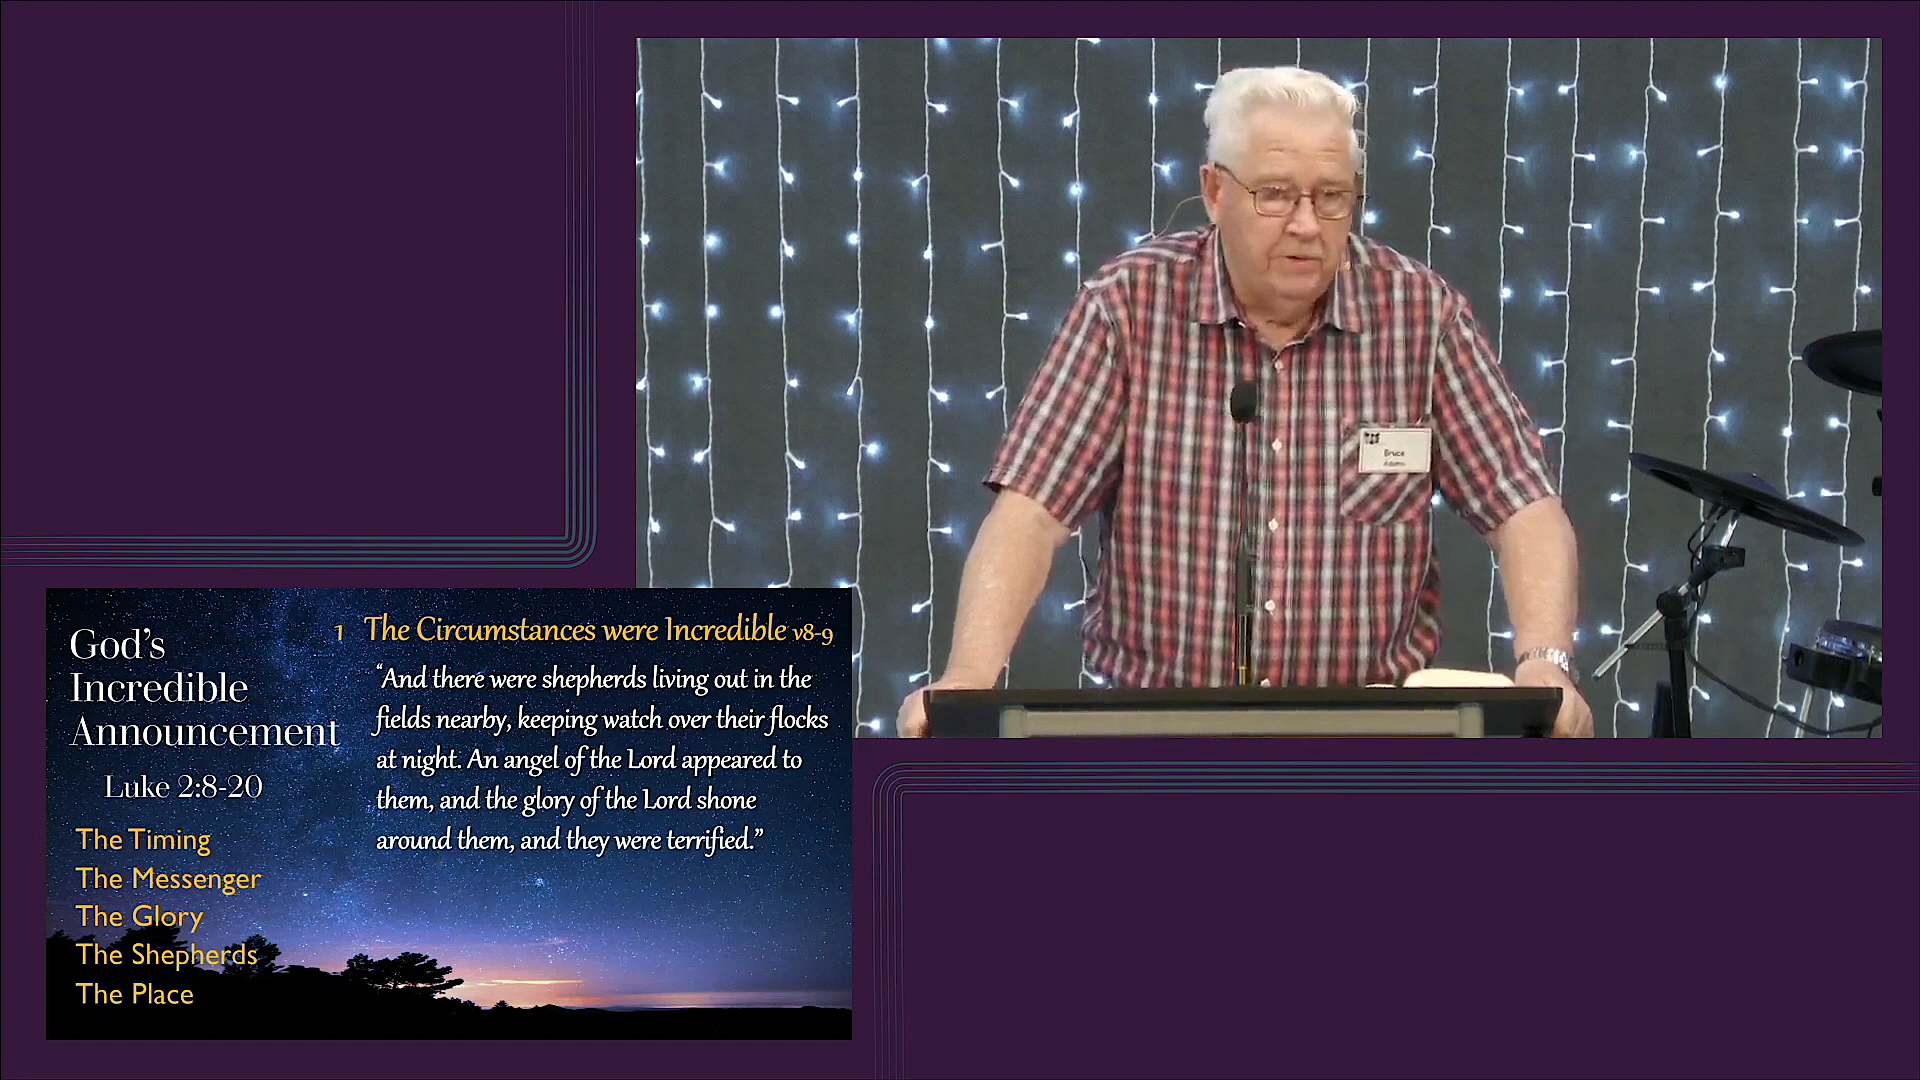 Bruce
Adams
God's
Incredible
Announcement
Luke 2:8-20
The Timing
The Messenger
The Glory
The Shepherds
The Place
1 The Circumstances were Incredible v8-9
“And there were shepherds living out in the
fields nearby, keeping watch over their flocks
at night. An angel of the Lord appeared to
them, and the glory of the Lord shone
around them, and they were terrified.”